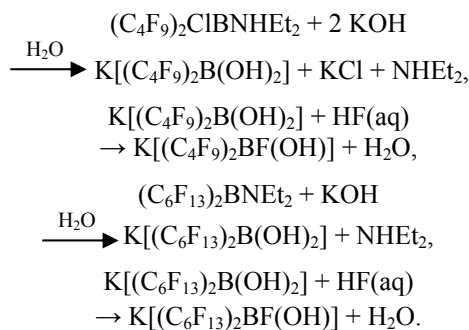 (C₄F₉)₂ClBNHEt₂ + 2 KOH
H₂O
⟶ K[(C₄F₉)₂B(OH)₂] + KCl + NHEt₂,
K[(C₄F₉)₂B(OH)₂] + HF(aq)
→ K[(C₄F₉)₂BF(OH)] + H₂O,
(C₆F₁₃)₂BNEt₂ + KOH
H₂O
⟶ K[(C₆F₁₃)₂B(OH)₂] + NHEt₂,
K[(C₆F₁₃)₂B(OH)₂] + HF(aq)
→ K[(C₆F₁₃)₂BF(OH)] + H₂O.